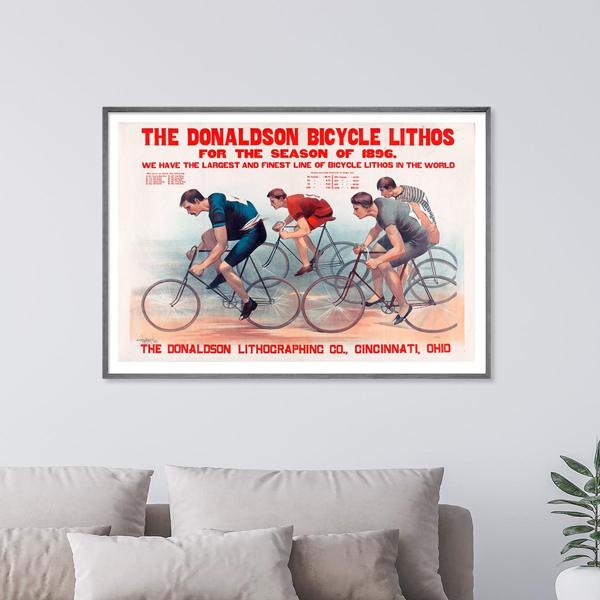 THE DONALDSON BICYCLE LITHOS
FOR THE SEASON OF 1896.
WE HAVE THE LARGEST AND FINEST LINE OF BICYCLE LITHOS IN THE WORLD
THE DONALDSON LITHOGRAPHING CO., CINCINNATI, OHIO